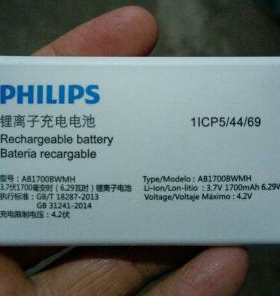 PHILIPS
锂离子充电电池
1ICP5/44/69
Rechargeable battery
Batería recargable
型号: AB1700BWMH
3.7伏1700毫安时 (6.29瓦时) 锂离子电池
执行标准: GB/T 18287-2013
GB 31241-2014
充电限制电压: 4.2伏
Type/Modelo: AB1700BWMH
Li-ion/Lon-litio : 3.7V 1700mAh 6.29W
Voltage/Voltaje Máximo : 4.2V